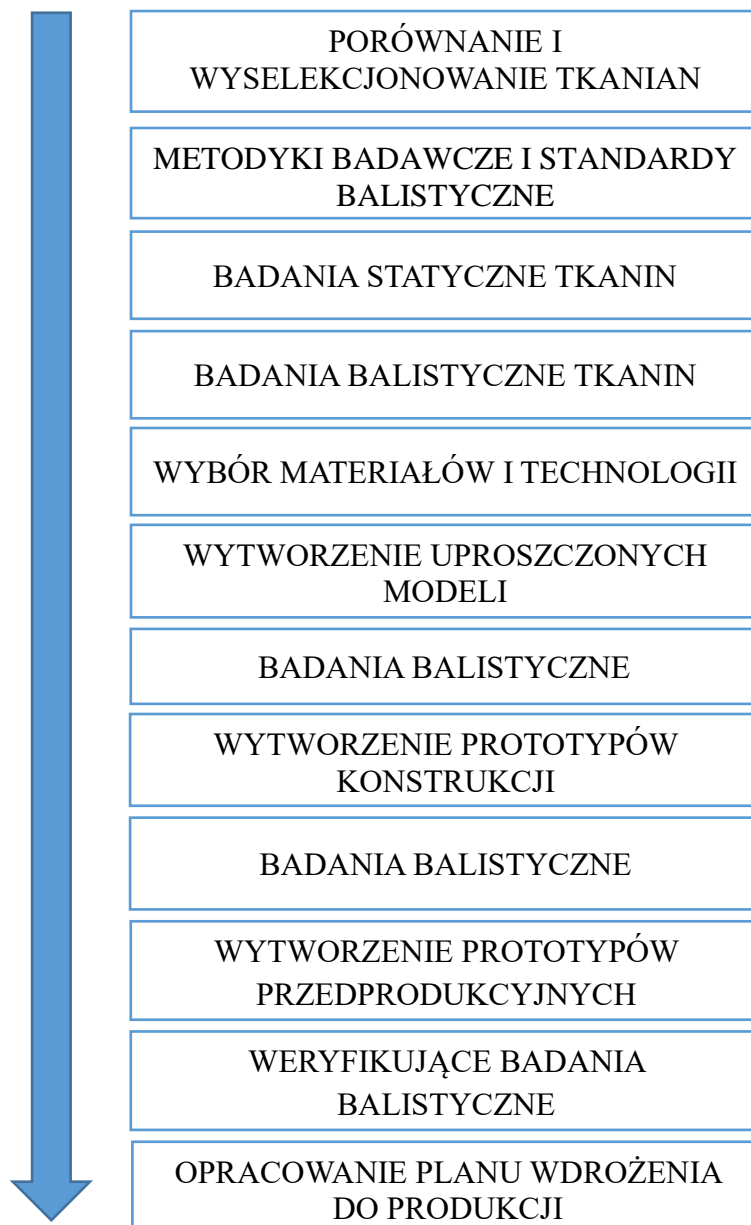 PORÓWNANIE I
WYSELEKCJONOWANIE TKANIAN
METODYKI BADAWCZE I STANDARDY
BALISTYCZNE
BADANIA STATYCZNE TKANIN
BADANIA BALISTYCZNE TKANIN
WYBÓR MATERIAŁÓW I TECHNOLOGII
WYTWORZENIE UPROSZCZONYCH
MODELI
BADANIA BALISTYCZNE
WYTWORZENIE PROTOTYPÓW
KONSTRUKCJI
BADANIA BALISTYCZNE
WYTWORZENIE PROTOTYPÓW
PRZEDPRODUKCYJNYCH
WERYFIKUJĄCE BADANIA
BALISTYCZNE
OPRACOWANIE PLANU WDROŻENIA
DO PRODUKCJI